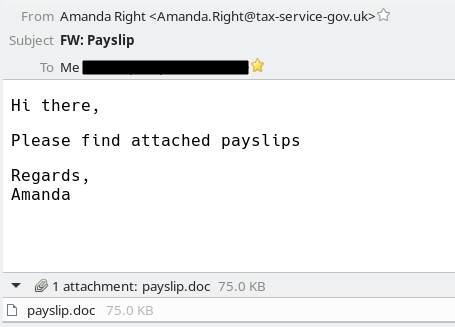 From Amanda Right <Amanda.Right@tax-service-gov.uk>
Subject FW: Payslip
To Me
Hi there,
Please find attached payslips
Regards,
Amanda
1 attachment: payslip.doc 75.0 KB
payslip.doc 75.0 KB